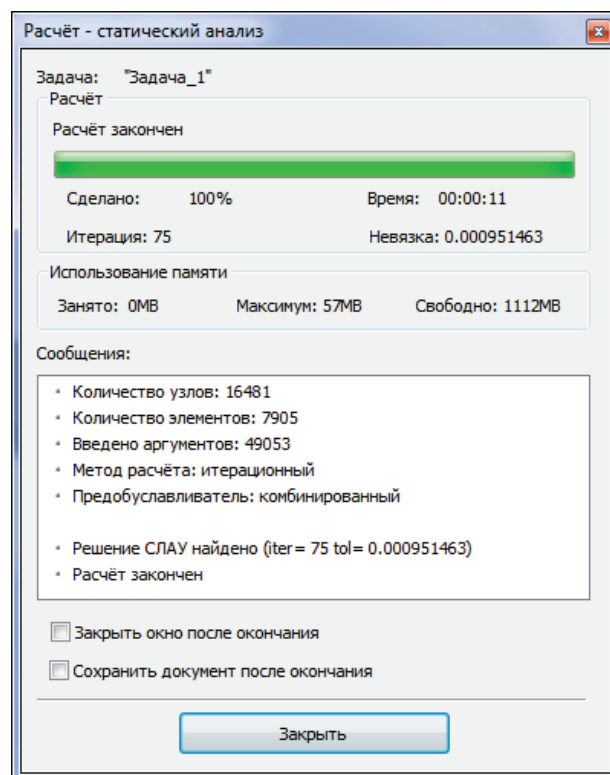 Расчёт - статический анализ
Задача: "Задача_1"
Расчёт
Расчёт закончен
Сделано: 100% Время: 00:00:11
Итерация: 75 Невязка: 0.000951463
Использование памяти
Занято: 0MB Максимум: 57MB Свободно: 1112MB
Сообщения:
Количество узлов: 16481
Количество элементов: 7905
Введено аргументов: 49053
Метод расчёта: итерационный
Предобуславливатель: комбинированный
Решение СЛАУ найдено (iter= 75 tol= 0.000951463)
Расчёт закончен
Закрыть окно после окончания
Сохранить документ после окончания
Закрыть